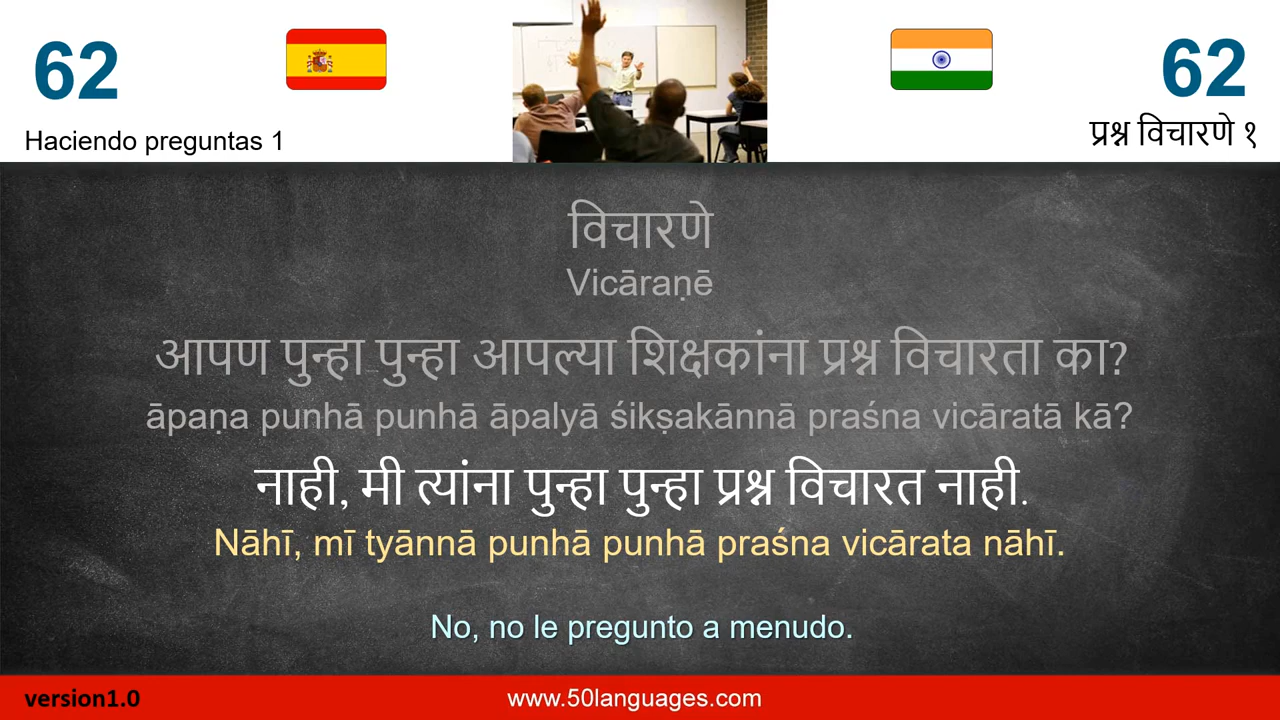 62
62
Haciendo preguntas 1
प्रश्न विचारणे १
विचारणे
Vicāraṇē
आपण पुन्हा पुन्हा आपल्या शिक्षकांना प्रश्न विचारता का?
āpaṇa punhā punhā āpalyā śikṣakānnā praśna vicāratā kā?
नाही, मी त्यांना पुन्हा पुन्हा प्रश्न विचारत नाही.
Nāhī, mī tyānnā punhā punhā praśna vicārata nāhī.
No, no le pregunto a menudo.
version1.0
www.50languages.com